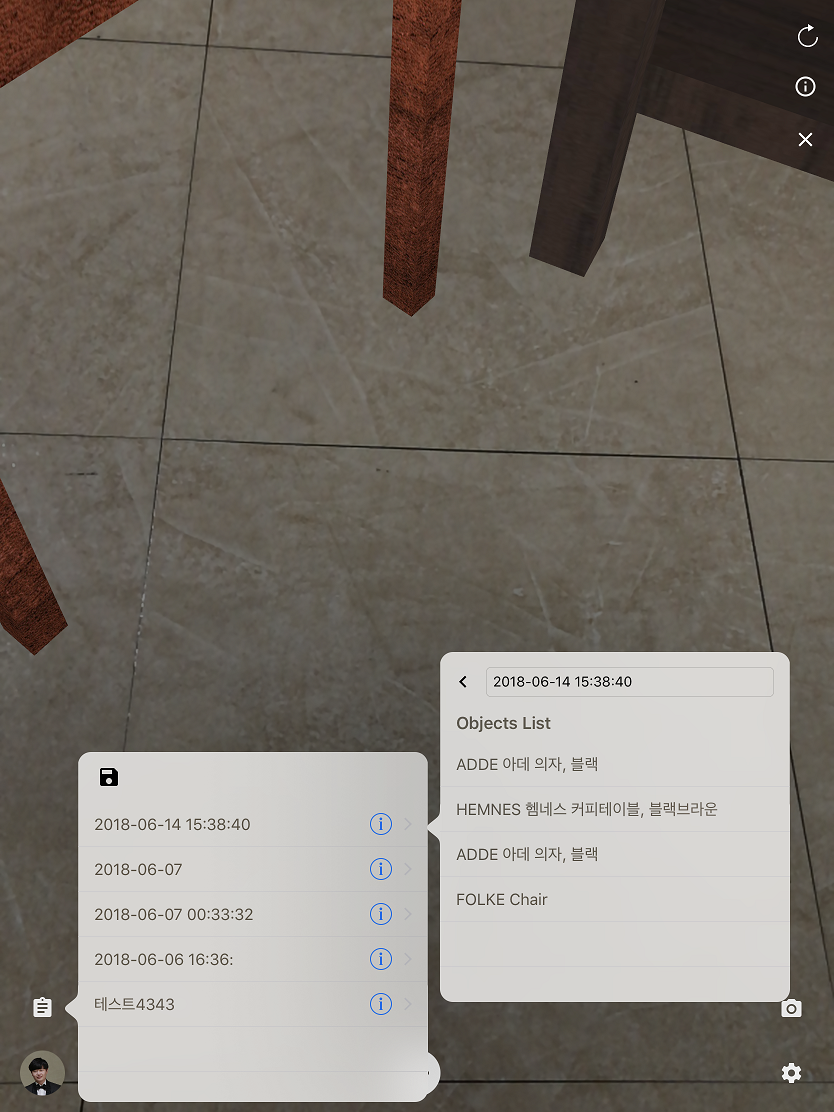 2018-06-14 15:38:40
Objects List
ADDE 아데 의자, 블랙
HEMNES 헴네스 커피테이블, 블랙브라운
ADDE 아데 의자, 블랙
FOLKE Chair
2018-06-14 15:38:40
2018-06-07
2018-06-07 00:33:32
2018-06-06 16:36:
테스트4343